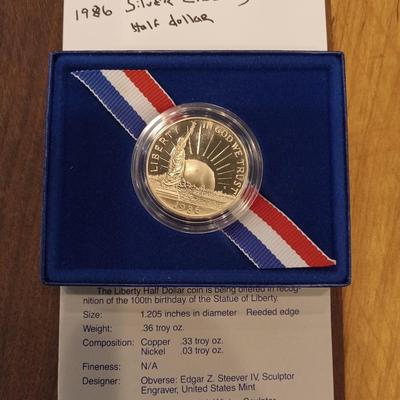 1986 Silver
Half dollar
LIBERTY
IN GOD WE TRUST
1986
The Liberty Half Dollar coin is being offered in recog-
nition of the 100th birthday of the Statue of Liberty.
Size: 1.205 inches in diameter Reeded edge
Weight: .36 troy oz.
Composition: Copper .33 troy oz.
Nickel .03 troy oz.
Fineness: N/A
Designer: Obverse: Edgar Z. Steever IV, Sculptor
Engraver, United States Mint